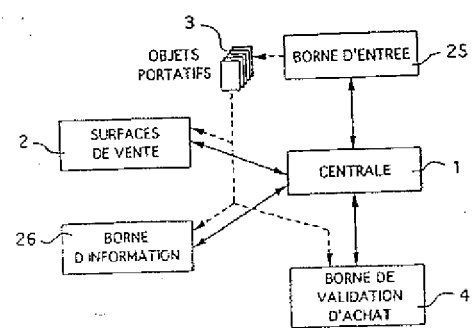 3
OBJETS
PORTATIFS
BORNE D'ENTREE
25
2
SURFACES
DE VENTE
CENTRALE
1
26
BORNE
D'INFORMATION
BORNE DE
VALIDATION
D'ACHAT
4